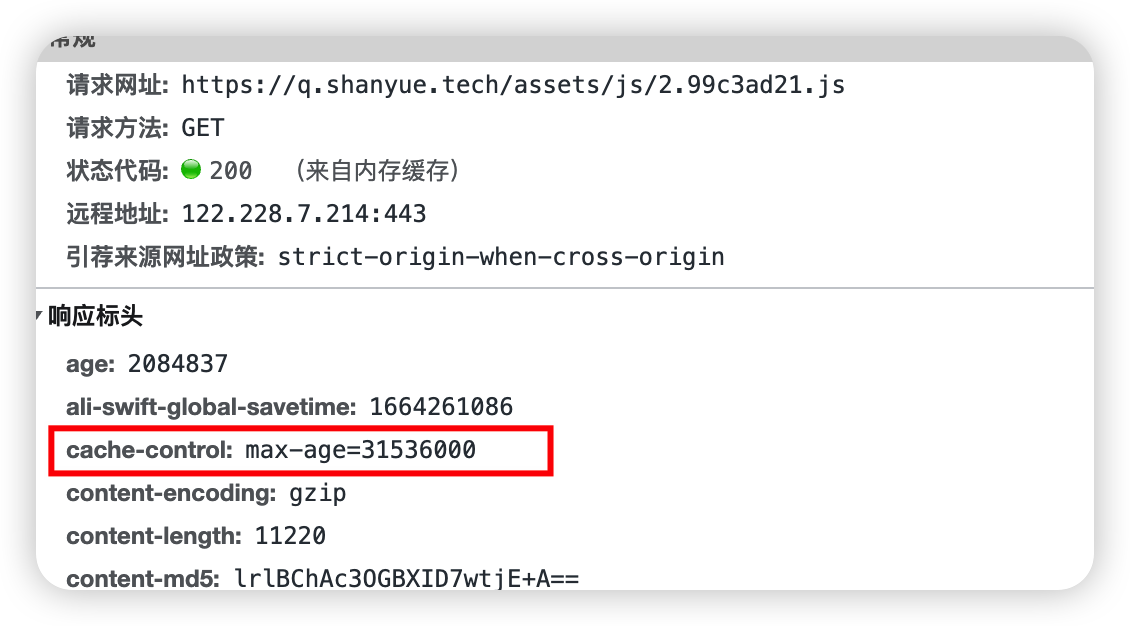 常规
请求网址: https://q.shanyue.tech/assets/js/2.99c3ad21.js
请求方法: GET
状态代码: 200 （来自内存缓存）
远程地址: 122.228.7.214:443
引荐来源网址政策: strict-origin-when-cross-origin
响应标头
age: 2084837
ali-swift-global-savetime: 1664261086
cache-control: max-age=31536000
content-encoding: gzip
content-length: 11220
content-md5: lrlBChAc3OGBXID7wtjE+A==